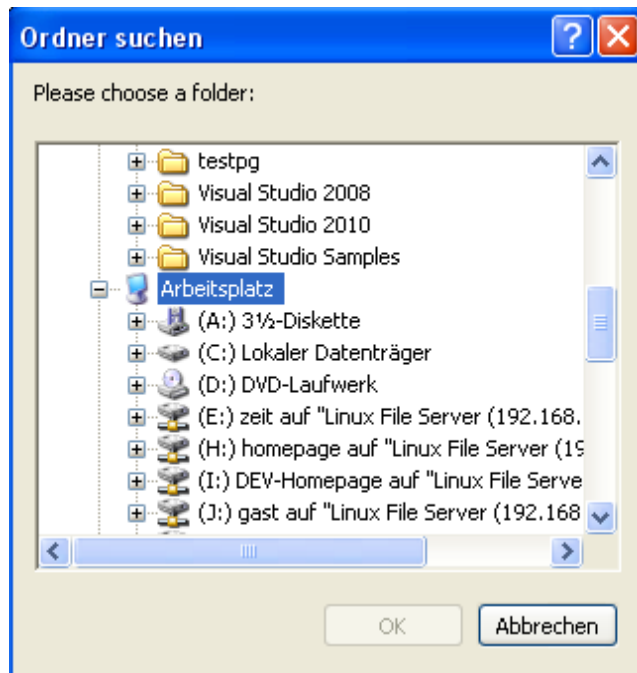 Ordner suchen
Please choose a folder:
testpg
Visual Studio 2008
Visual Studio 2010
Visual Studio Samples
Arbeitsplatz
(A:) 3½-Diskette
(C:) Lokaler Datenträger
(D:) DVD-Laufwerk
(E:) zeit auf "Linux File Server (192.168.
(H:) homepage auf "Linux File Server (19
(I:) DEV-Homepage auf "Linux File Serve
(J:) gast auf "Linux File Server (192.168
OK
Abbrechen